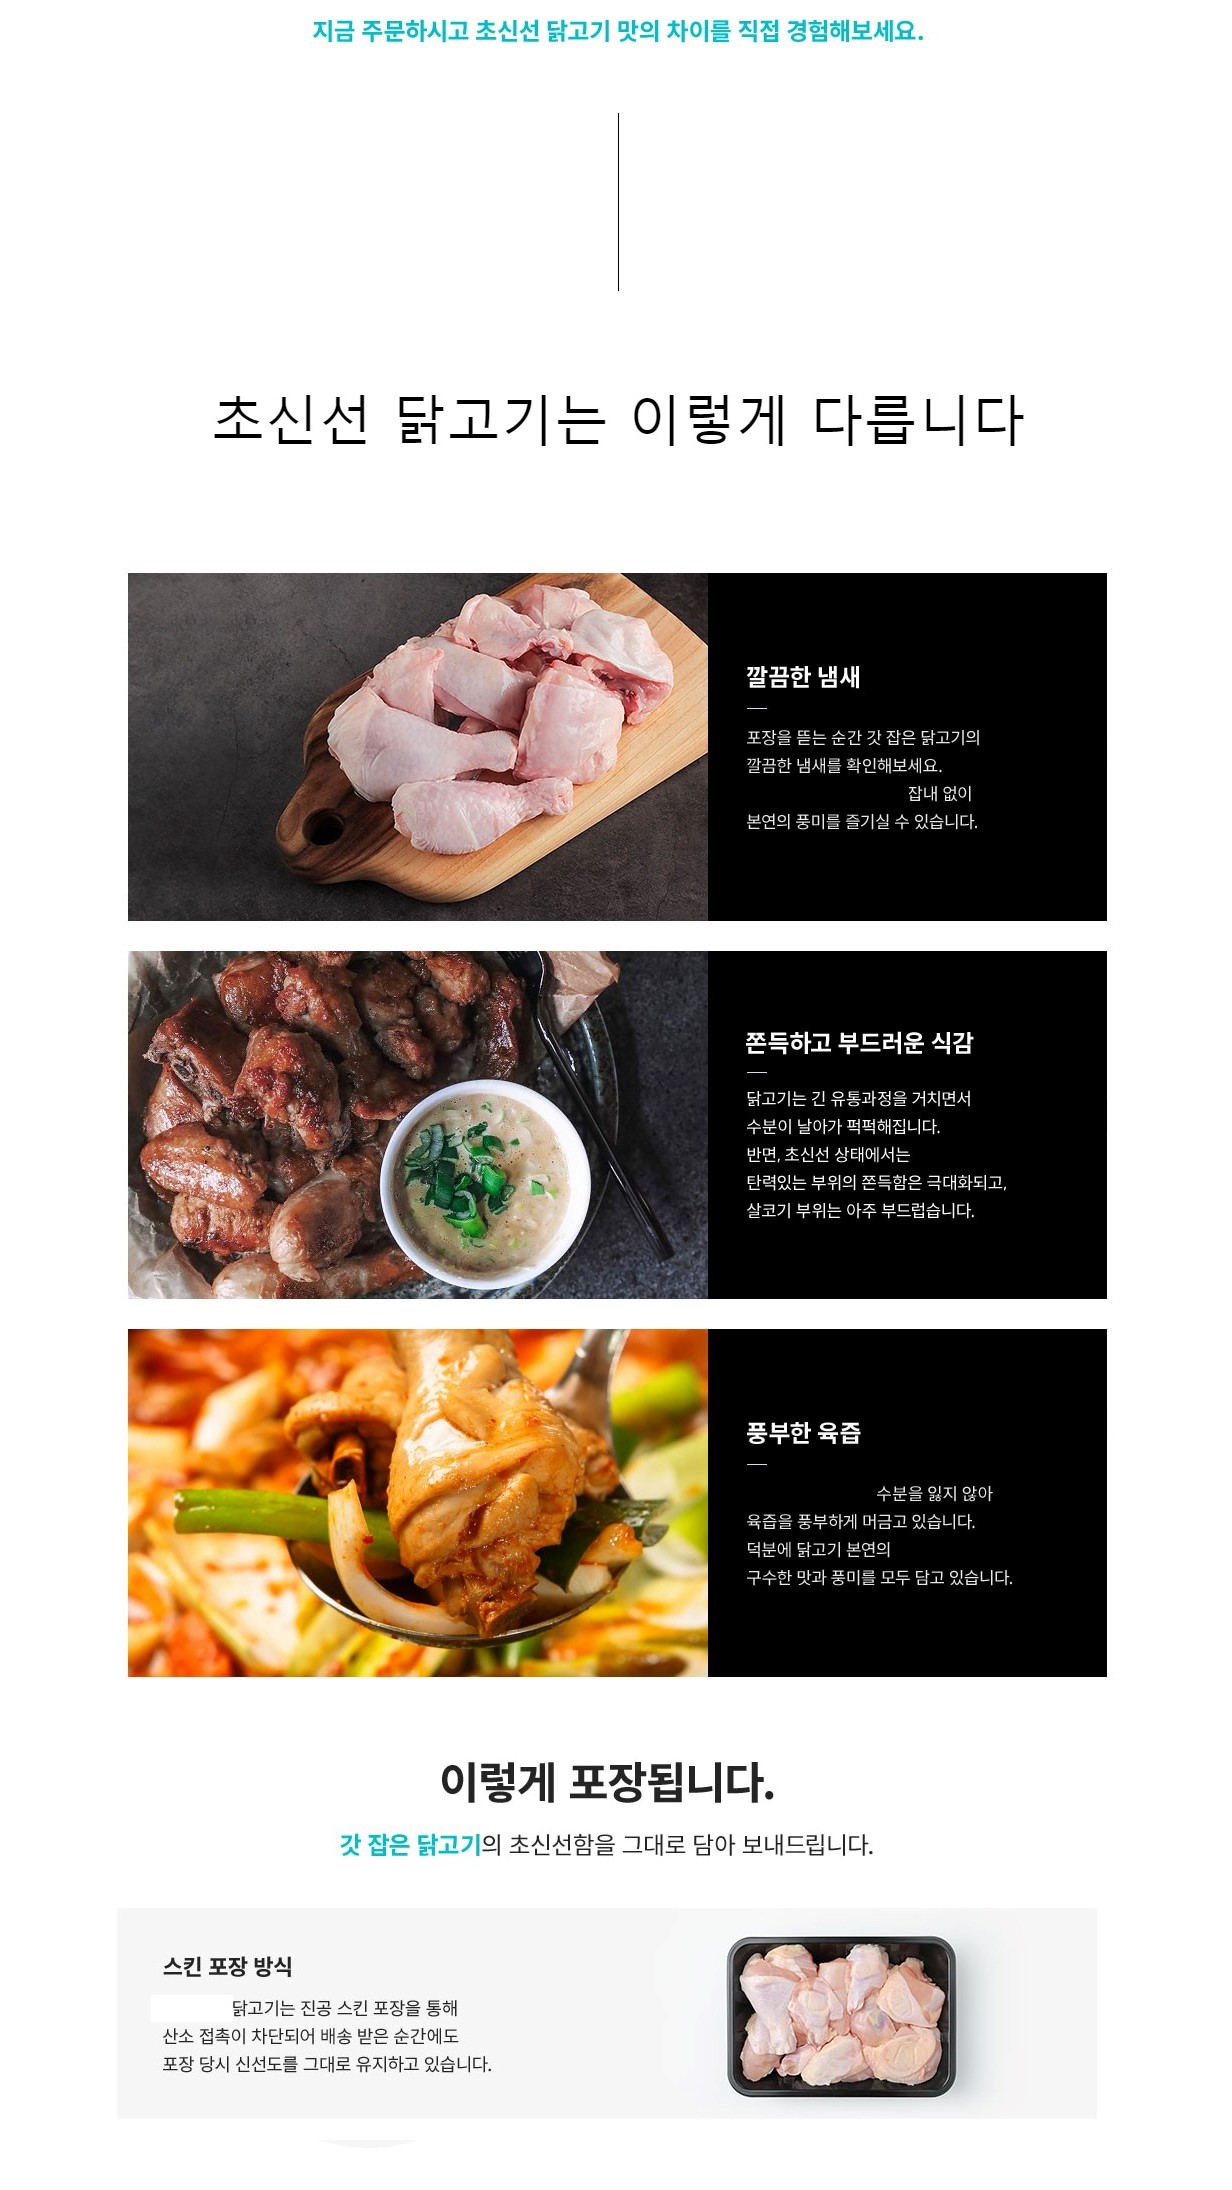 지금 주문하시고 초신선 닭고기 맛의 차이를 직접 경험해보세요.
초신선 닭고기는 이렇게 다릅니다
깔끔한 냄새
포장을 뜯는 순간 갓 잡은 닭고기의
깔끔한 냄새를 확인해보세요.
잡내 없이
본연의 풍미를 즐기실 수 있습니다.
쫀득하고 부드러운 식감
닭고기는 긴 유통과정을 거치면서
수분이 날아가 퍽퍽해집니다.
반면, 초신선 상태에서는
탄력있는 부위의 쫀득함은 극대화되고,
살코기 부위는 아주 부드럽습니다.
풍부한 육즙
수분을 잃지 않아
육즙을 풍부하게 머금고 있습니다.
덕분에 닭고기 본연의
구수한 맛과 풍미를 모두 담고 있습니다.
이렇게 포장됩니다.
갓 잡은 닭고기의 초신선함을 그대로 담아 보내드립니다.
스킨 포장 방식
닭고기는 진공 스킨 포장을 통해
산소 접촉이 차단되어 배송 받은 순간에도
포장 당시 신선도를 그대로 유지하고 있습니다.